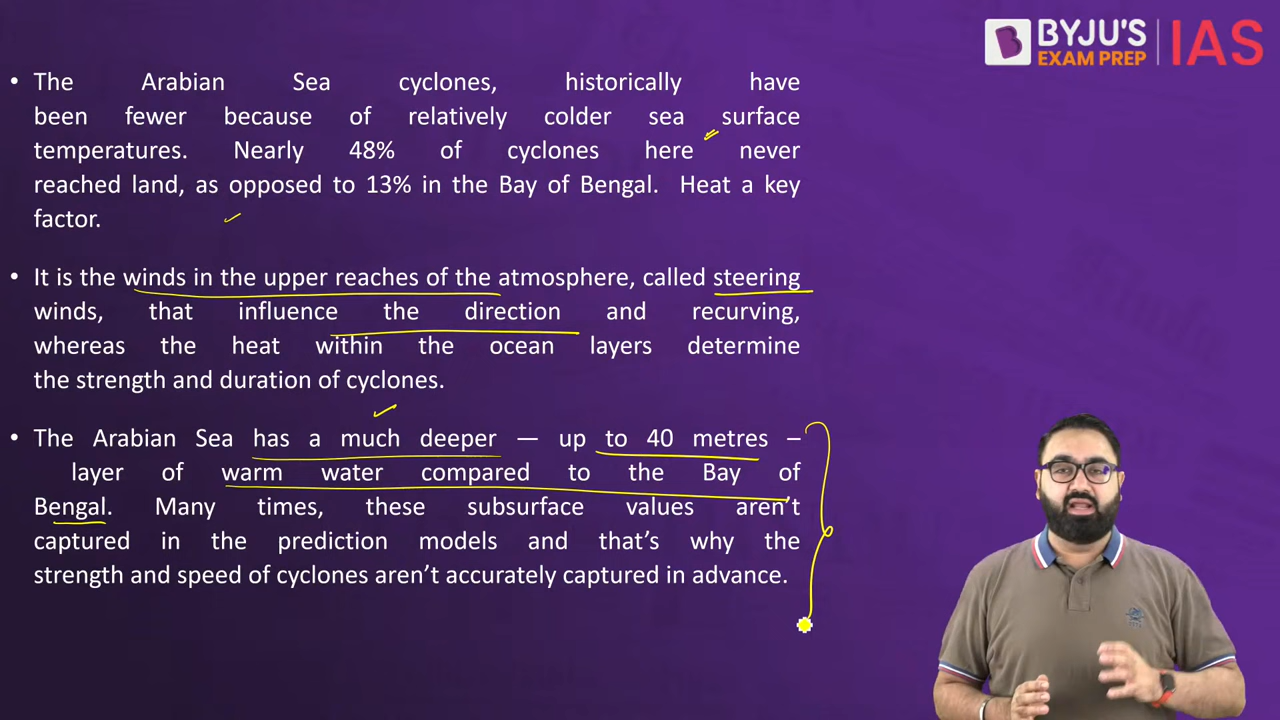 BYJU'S
EXAM PREP
IAS
• The Arabian Sea cyclones, historically have
been fewer because of relatively colder sea surface
temperatures. Nearly 48% of cyclones here never
reached land, as opposed to 13% in the Bay of Bengal. Heat a key
factor.
• It is the winds in the upper reaches of the atmosphere, called steering
winds, that influence the direction and recurving,
whereas the heat within the ocean layers determine
the strength and duration of cyclones.
• The Arabian Sea has a much deeper — up to 40 metres –
layer of warm water compared to the Bay of
Bengal. Many times, these subsurface values aren't
captured in the prediction models and that's why the
strength and speed of cyclones aren't accurately captured in advance.